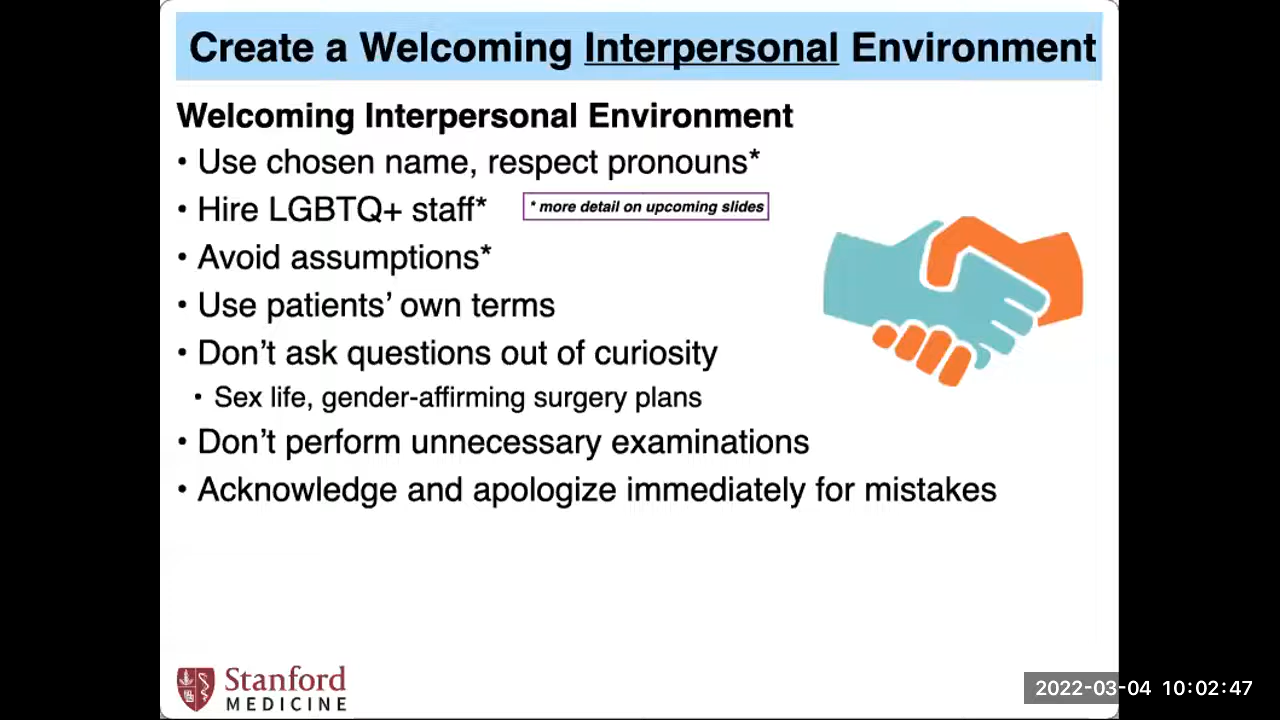 Create a Welcoming Interpersonal Environment
Welcoming Interpersonal Environment
• Use chosen name, respect pronouns*
• Hire LGBTQ+ staff*
* more detail on upcoming slides
• Avoid assumptions*
• Use patients’ own terms
• Don’t ask questions out of curiosity
• Sex life, gender-affirming surgery plans
• Don’t perform unnecessary examinations
• Acknowledge and apologize immediately for mistakes
Stanford
MEDICINE
2022-03-04 10:02:47